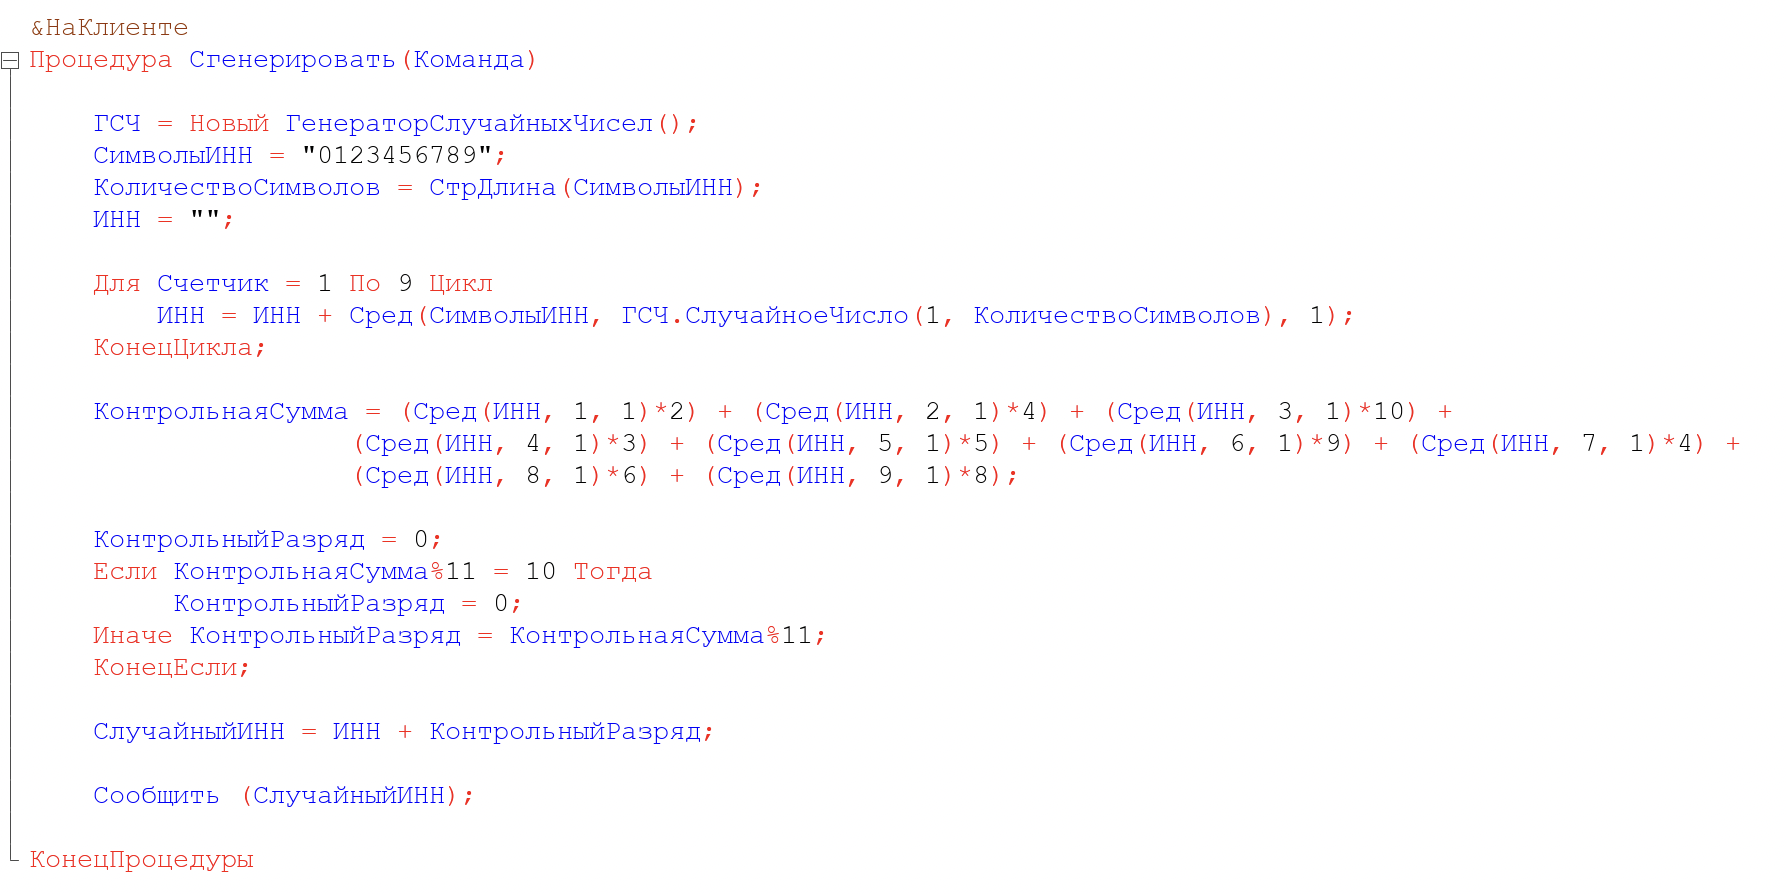 &НаКлиенте
Процедура Сгенерировать(Команда)
ГСЧ = Новый ГенераторСлучайныхЧисел();
СимволыИНН = "0123456789";
КоличествоСимволов = СтрДлина(СимволыИНН);
ИНН = "";
Для Счетчик = 1 По 9 Цикл
ИНН = ИНН + Сред(СимволыИНН, ГСЧ.СлучайноеЧисло(1, КоличествоСимволов), 1);
КонецЦикла;
КонтрольнаяСумма = (Сред(ИНН, 1, 1)*2) + (Сред(ИНН, 2, 1)*4) + (Сред(ИНН, 3, 1)*10) +
(Сред(ИНН, 4, 1)*3) + (Сред(ИНН, 5, 1)*5) + (Сред(ИНН, 6, 1)*9) + (Сред(ИНН, 7, 1)*4) +
(Сред(ИНН, 8, 1)*6) + (Сред(ИНН, 9, 1)*8);
КонтрольныйРазряд = 0;
Если КонтрольнаяСумма%11 = 10 Тогда
КонтрольныйРазряд = 0;
Иначе КонтрольныйРазряд = КонтрольнаяСумма%11;
КонецЕсли;
СлучайныйИНН = ИНН + КонтрольныйРазряд;
Сообщить (СлучайныйИНН);
КонецПроцедуры